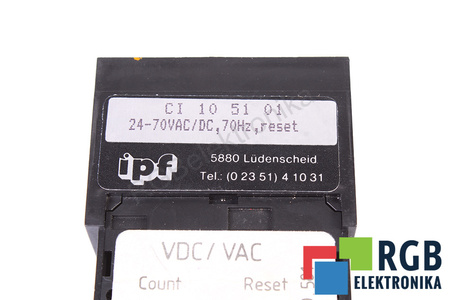 CI 10 51 01
24-70VAC/DC,70Hz,reset
ipf
5880 Lüdenscheid
Tel.: (0 23 51) 4 10 31
VDC/VAC
Count Reset
RGB
ELEKTRONIKA